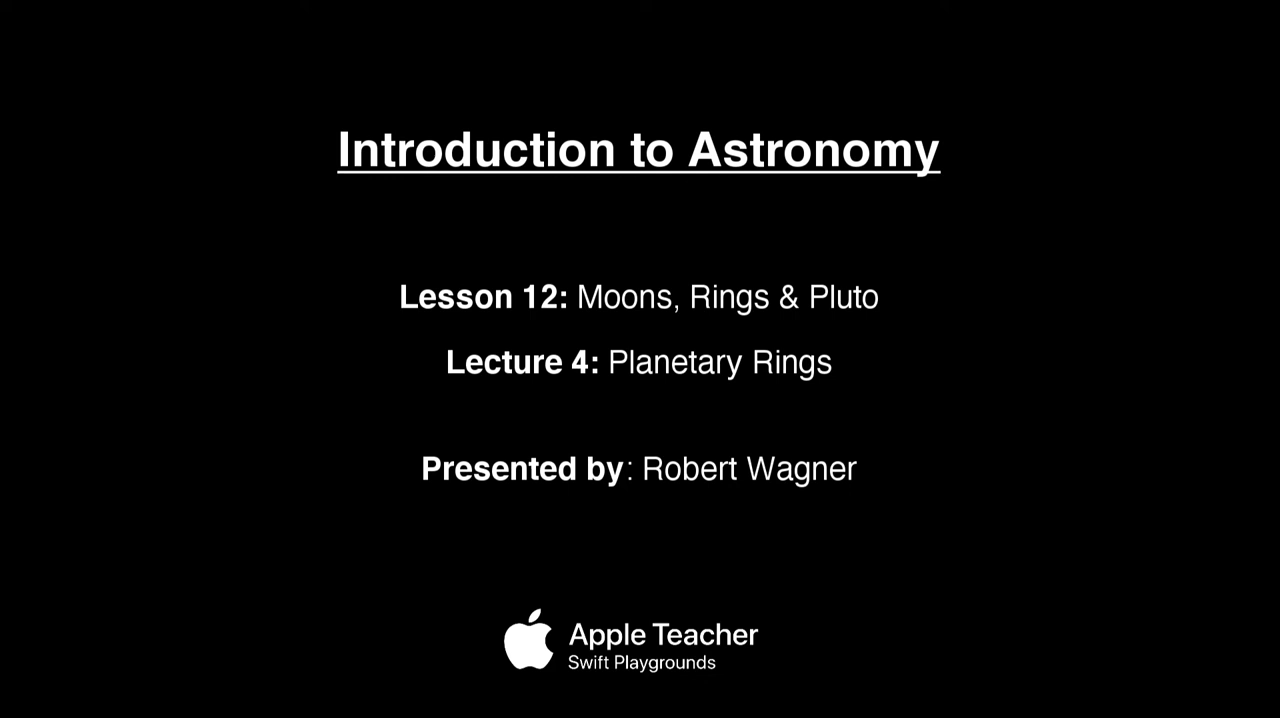 Introduction to Astronomy
Lesson 12: Moons, Rings & Pluto
Lecture 4: Planetary Rings
Presented by: Robert Wagner
Apple Teacher
Swift Playgrounds